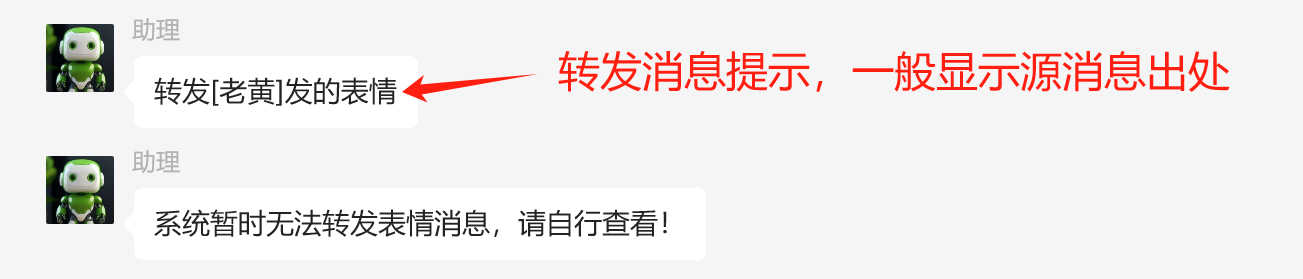 助理
转发[老黄]发的表情
转发消息提示，一般显示源消息出处
助理
系统暂时无法转发表情消息，请自行查看！